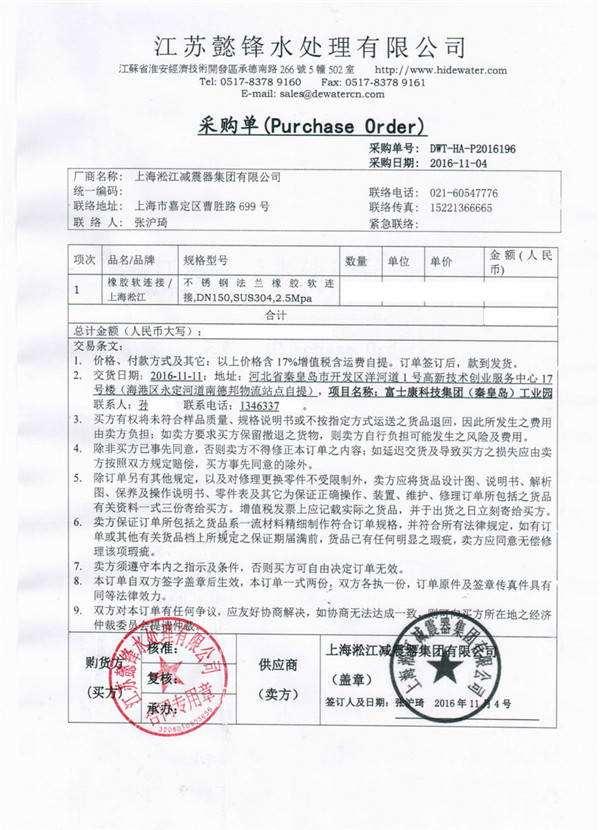 江苏懿锋水处理有限公司
江蘇省淮安經濟技術開發區承德南路 266 號 5 幢 502 室 http://www.hidewater.com
Tel: 0517-8378 9160 Fax: 0517-8378 9161
E-mail: sales@dewatercn.com
采购单(Purchase Order)
采购单号: DWT-HA-P2016196
采购日期: 2016-11-04
厂商名称: 上海淞江减震器集团有限公司
统一编码: 联络电话: 021-60547776
联络地址: 上海市嘉定区曹胜路 699 号 联络传真: 15221366665
联 络 人: 张沪琦 紧急联络:
项次 品名/品牌 规格型号 数量 单位 单价 金 额（人 民币）
1 橡胶软连接/上海淞江 不 锈 钢 法 兰 橡 胶 软 连接,DN150,SUS304,2.5Mpa
合计
总计金额（人民币大写）:
交易条文:
1. 价格、付款方式及其它: 以上价格含 17%增值税含运费自提。订单签订后，款到发货。
2. 交货日期: 2016-11-11; 地址: 河北省秦皇岛市开发区洋河道 1 号高新技术创业服务中心 17
号楼（海港区永定河道南德邦物流站点自提），项目名称: 富士康科技集团（秦皇岛）工业园
联系人: 孙 联系电话: 1346337
3. 买方有权将未符合样品质量、规格说明书或不按指定方式运送之货品退回，因此所发生之费用
由卖方负担: 如卖方要求买方保留撤退之货物，则卖方自行负担可能发生之风险及费用。
4. 除非买方已事先同意，否则卖方不得修正本订单之内容: 如延迟交货及导致买方之损失应由卖
方按照双方规定赔偿，买方事先同意的除外。
5. 除订单另有其他规定，以及对修理更换零件不受限制外，卖方应将货品设计图、说明书、解析
图、保养及操作说明书、零件表及其它为保证正确操作、装置、维护、修理订单所包括之货品
有关资料一式三份寄给买方。增值税发票上应记载实际之货品，并于出货之日立刻寄给买方。
6. 卖方保证订单所包括之货品系一流材料精细制作符合订单规格，并符合所有法律规定，如有订
单或其他有关货品档上所规定之保证期届满前，货品已有任何明显之瑕疵，卖方应同意无偿修
理该项瑕疵。
7. 卖方须遵守本内之指示及条件，否则买方可自由决定订单无效。
8. 本订单自双方签字盖章后生效，本订单一式两份，双方各执一份，订单原件及签章传真件具有
同等法律效力。
9. 双方对本订单有任何争议，应友好协商解决，如协商无法达成一致，则应向买方所在地之经济
仲裁委员会提请仲裁。
购货方
（买方）
核准:
复核:
承办:
供应商
（卖方）
上海淞江减震器集团有限公司
（盖章）
签订人及日期: 张沪琦 2016 年 11 月 4 号
江苏懿锋水处理有限公司
合同专用章
上海淞江减震器集团有限公司